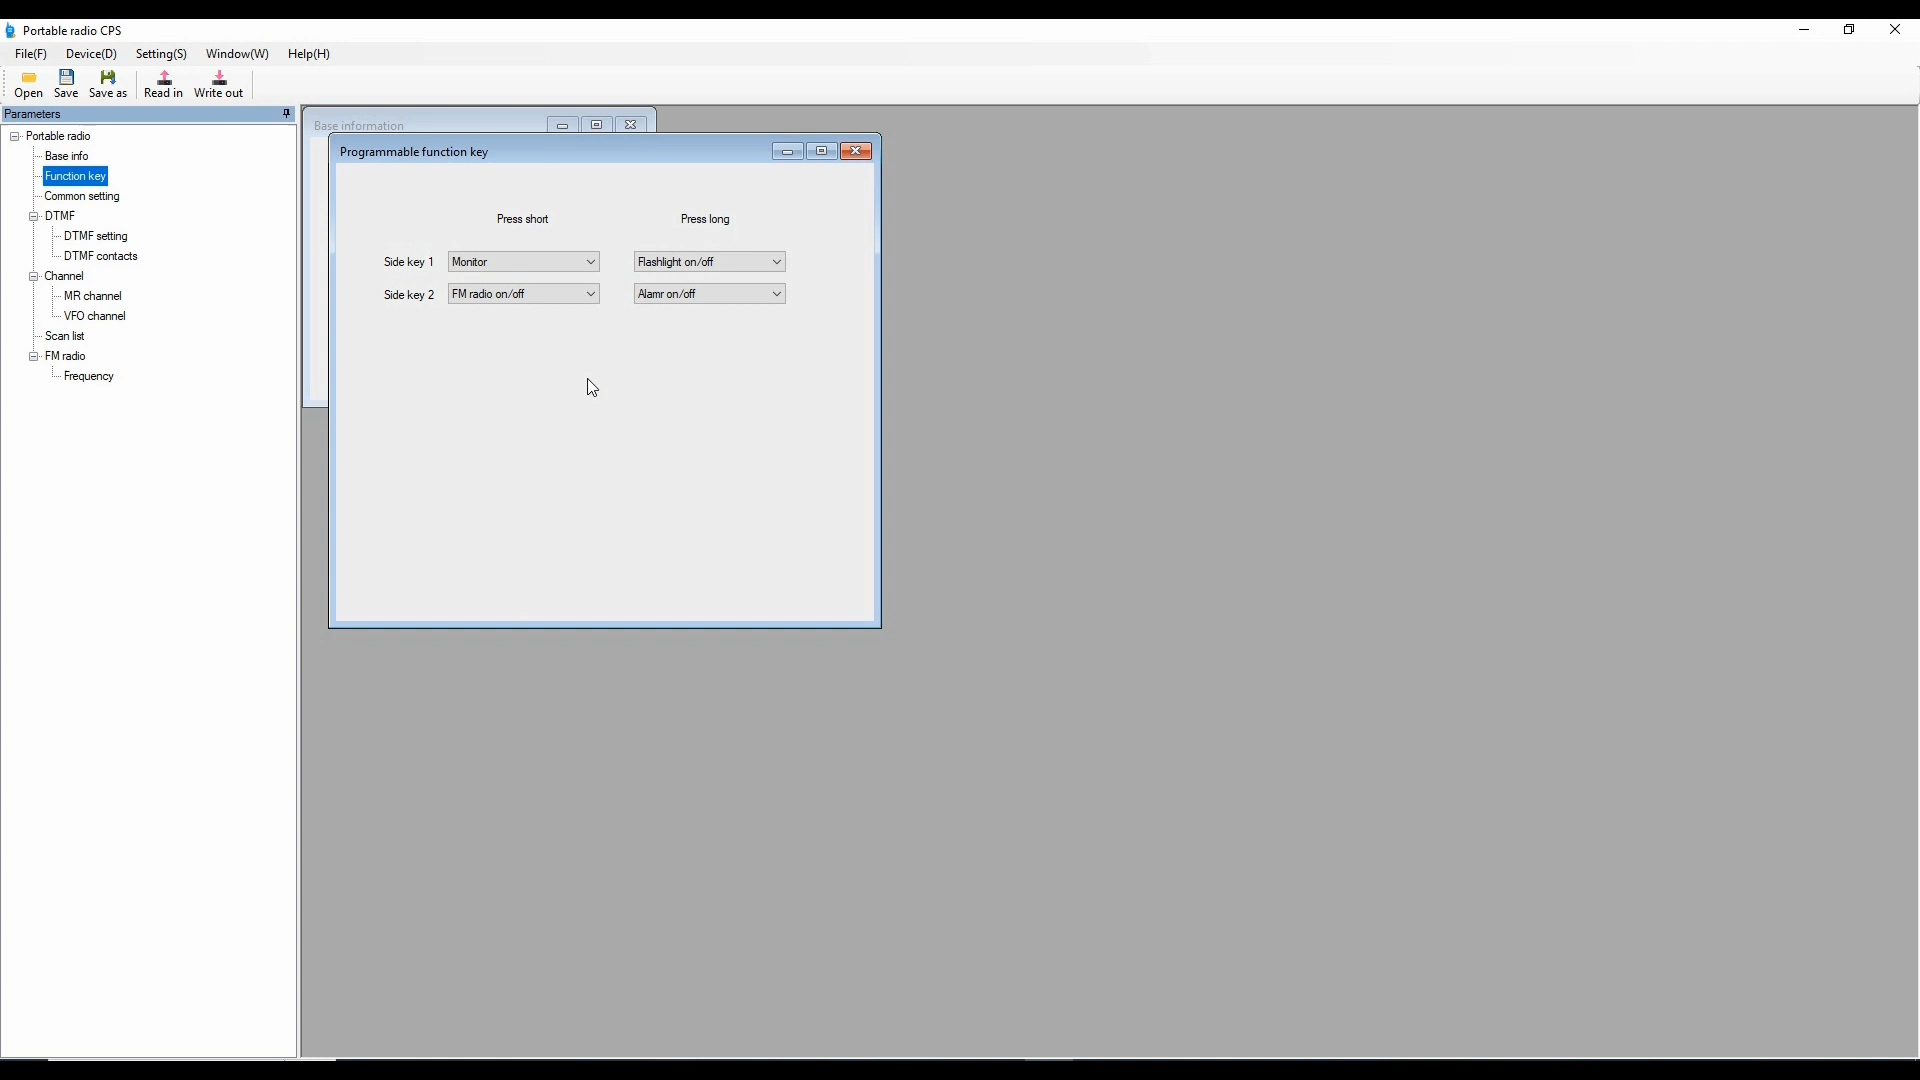 Portable radio CPS
File(F) Device(D) Setting(S) Window(W) Help(H)
Open Save Save as Read in Write out
Parameters
Portable radio
Base info
Function key
Common setting
DTMF
DTMF setting
DTMF contacts
Channel
MR channel
VFO channel
Scan list
FM radio
Frequency
Base information
Programmable function key
Press short Press long
Side key 1 Monitor Flashlight on/off
Side key 2 FM radio on/off Alamr on/off